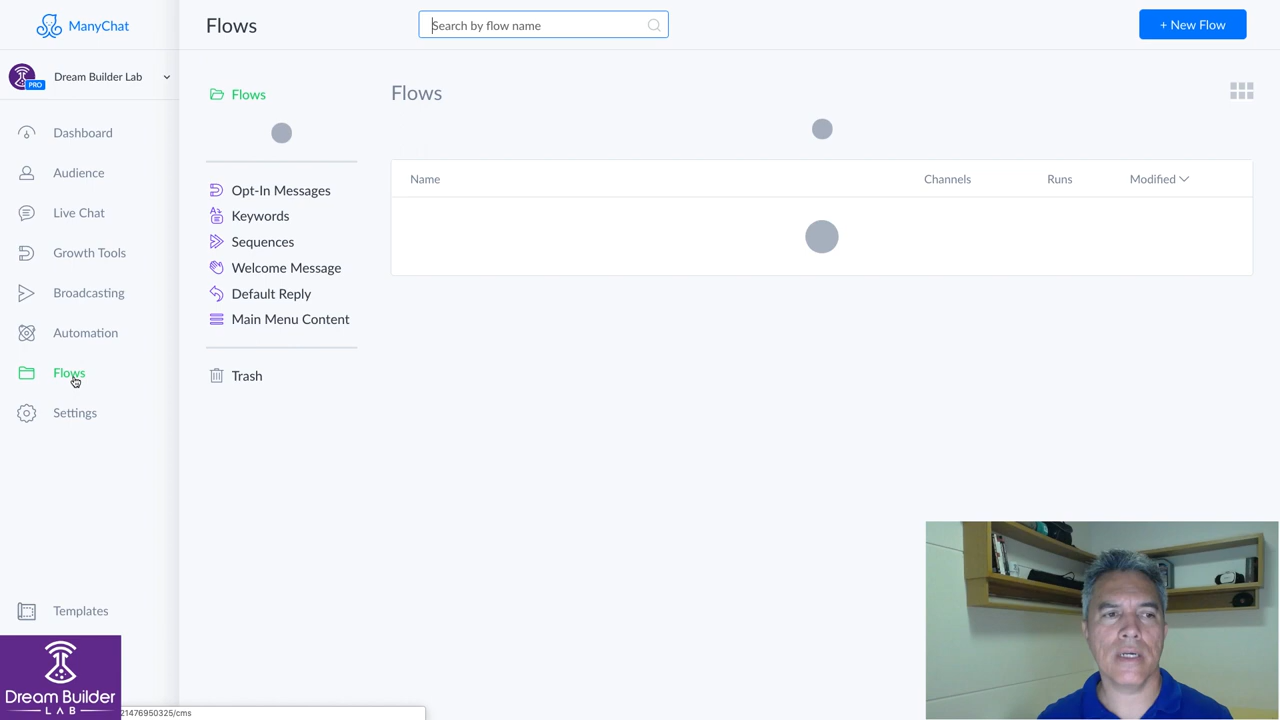 ManyChat
Flows
Search by flow name
+ New Flow
PRO
Dream Builder Lab
Dashboard
Audience
Live Chat
Growth Tools
Broadcasting
Automation
Flows
Settings
Templates
Flows
Opt-In Messages
Keywords
Sequences
Welcome Message
Default Reply
Main Menu Content
Trash
Flows
Name
Channels
Runs
Modified
Dream Builder
LAB
21476950325/cms